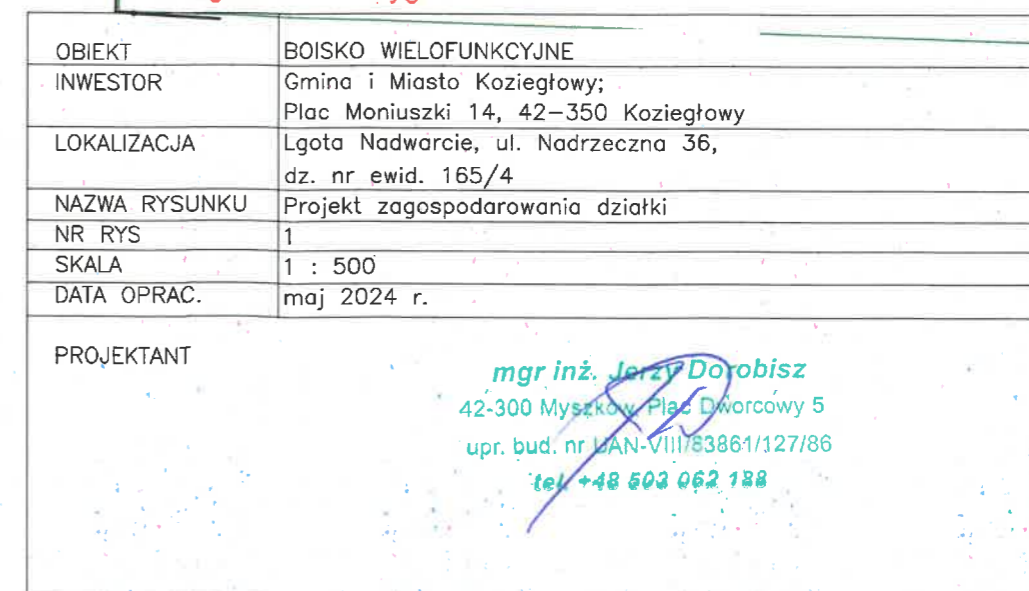 OBIEKT BOISKO WIELOFUNKCYJNE
INWESTOR Gmina i Miasto Koziegłowy;
Plac Moniuszki 14, 42-350 Koziegłowy
LOKALIZACJA Lgota Nadwarcie, ul. Nadrzeczna 36,
dz. nr ewid. 165/4
NAZWA RYSUNKU Projekt zagospodarowania działki
NR RYS 1
SKALA 1 : 500
DATA OPRAC. maj 2024 r.
PROJEKTANT
mgr inż. Jerzy Dorobisz
42-300 Myszków, Plac Dworcowy 5
upr. bud. nr UAN-VIII/83861/127/86
tel. +48 503 062 188